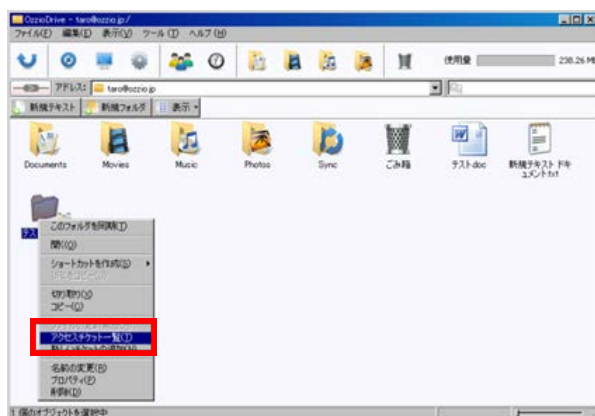 OzzioDrive - taro@ozzio.jp/
ファイル(F) 編集(E) 表示(V) ツール(T) ヘルプ(H)
使用量 238.26 M
アドレス: taro@ozzio.jp
新規テキスト 新規フォルダ 表示
Documents Movies Music Photos Sync ごみ箱 テスト.doc 新規テキスト ドキュメント.txt
このフォルダを同期(T)
開く(O)
ショートカットを作成(S)
切り取り(X)
コピー(C)
アクセスチケット一覧(T)
名前の変更(R)
プロパティ(P)
削除(D)
1 個のオブジェクトを選択中